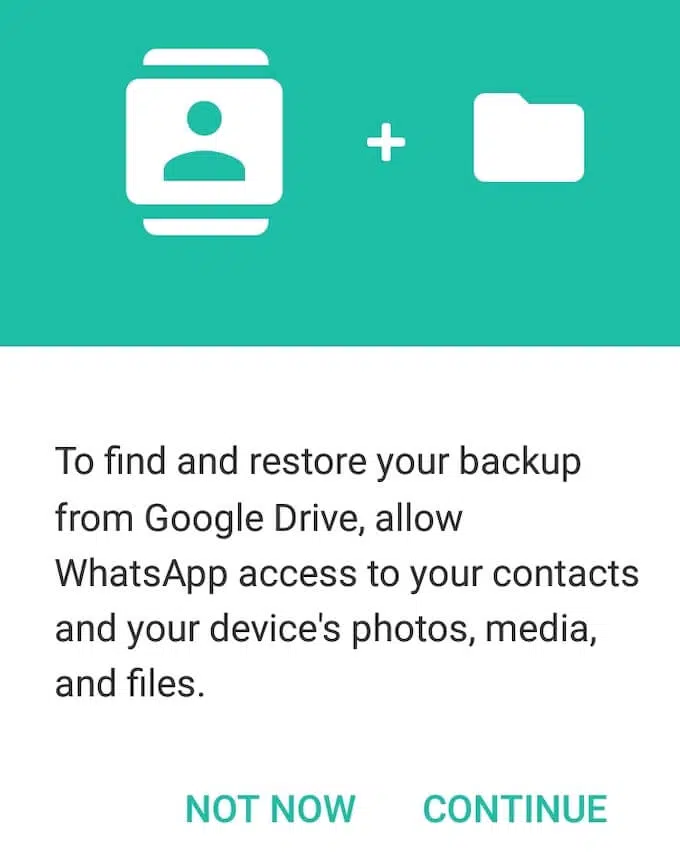 To find and restore your backup
from Google Drive, allow
WhatsApp access to your contacts
and your device's photos, media,
and files.
NOT NOW CONTINUE